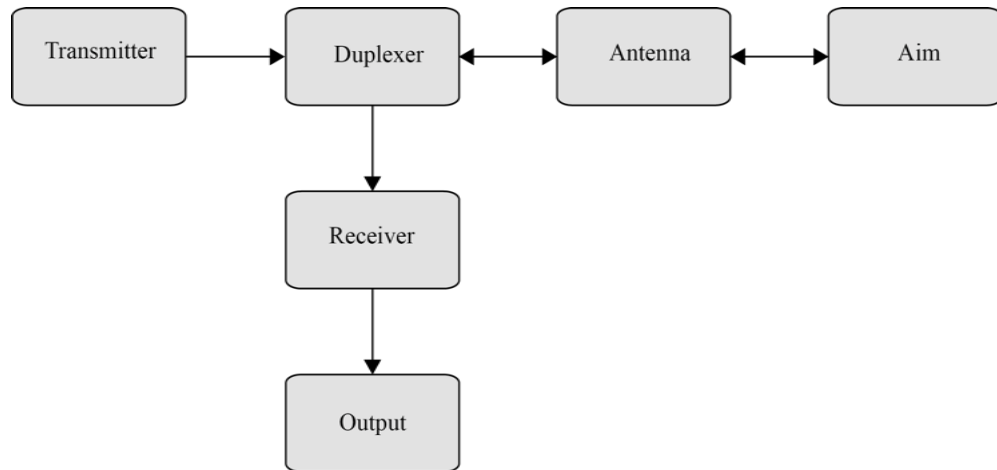 Transmitter
Duplexer
Antenna
Aim
Receiver
Output